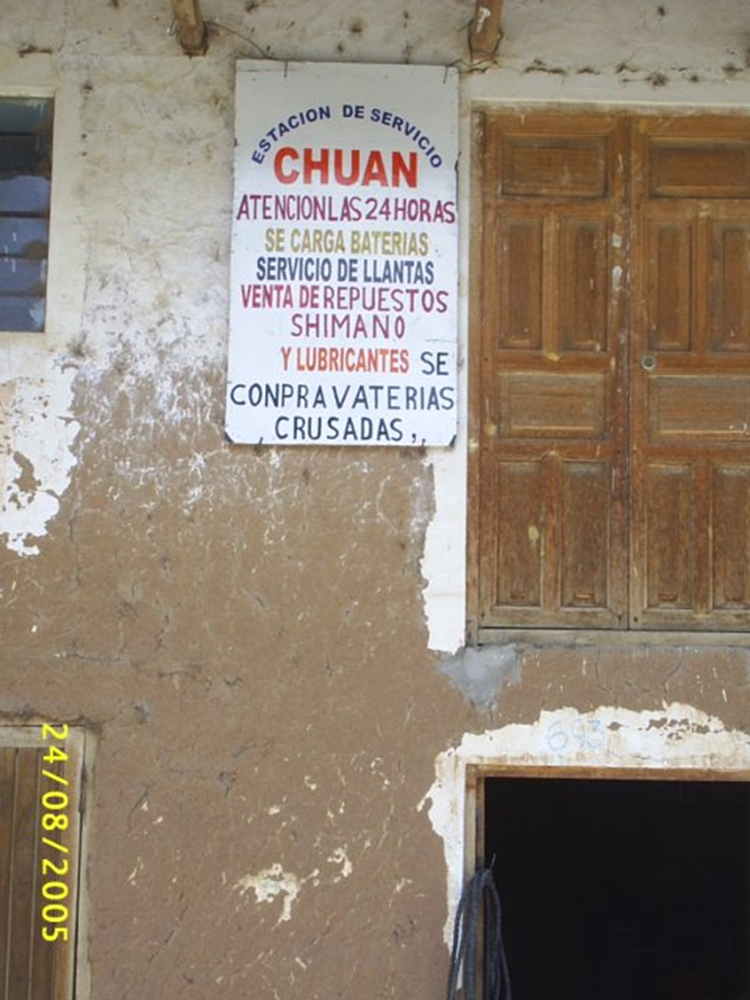 ESTACION DE SERVICIO
CHUAN
ATENCION LAS 24 HORAS
SE CARGA BATERIAS
SERVICIO DE LLANTAS
VENTA DE REPUESTOS
SHIMANO
Y LUBRICANTES SE
CONPRA VATERIAS
CRUSADAS,,
693
24/08/2005